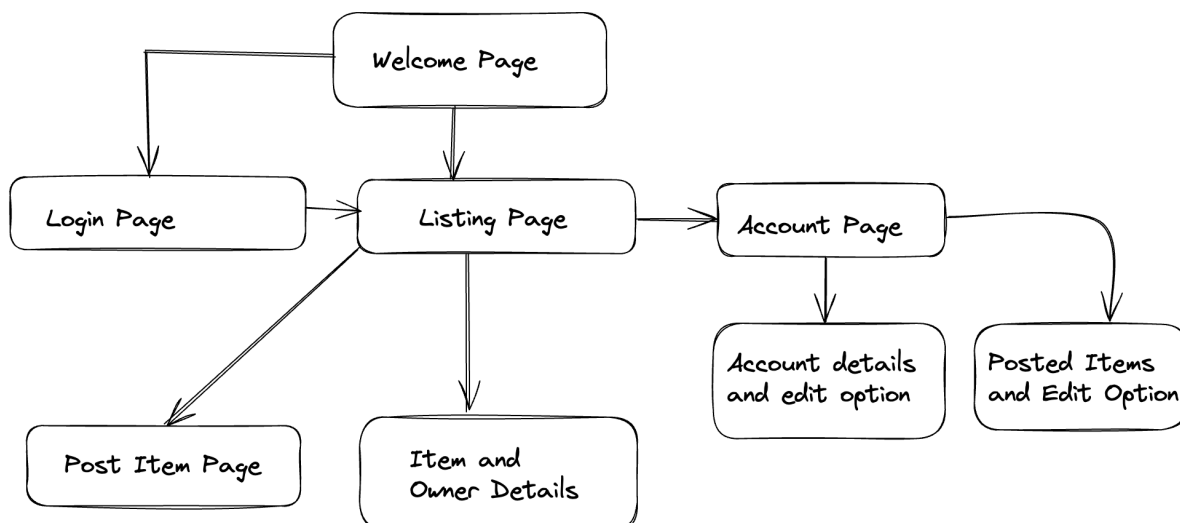 Welcome Page
Login Page
Listing Page
Account Page
Account details
and edit option
Posted Items
and Edit Option
Post Item Page
Item and
Owner Details